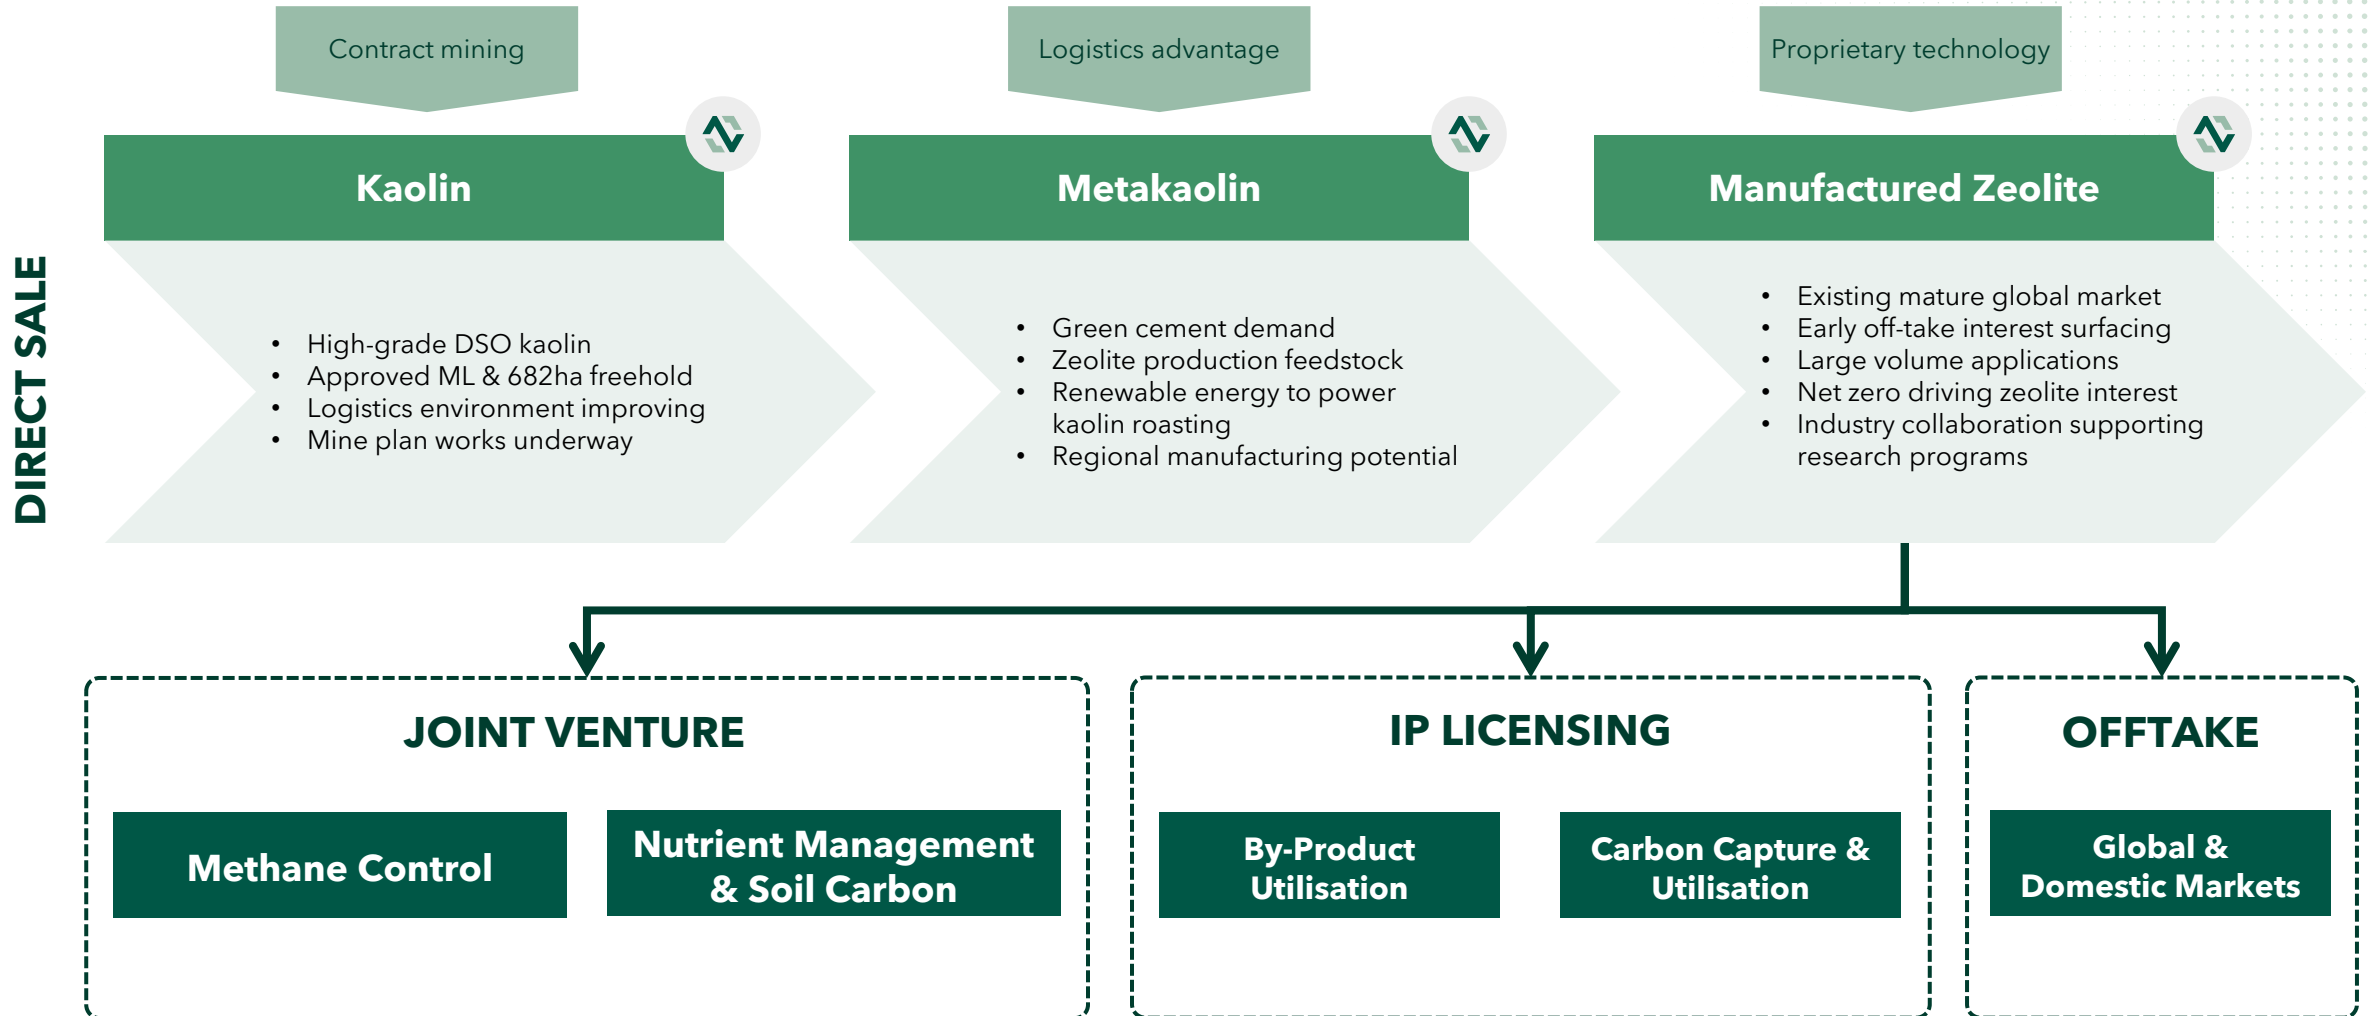 Contract mining
Logistics advantage
Proprietary technology
DIRECT SALE
Kaolin
• High-grade DSO kaolin
• Approved ML & 682ha freehold
• Logistics environment improving
• Mine plan works underway
Metakaolin
• Green cement demand
• Zeolite production feedstock
• Renewable energy to power
kaolin roasting
• Regional manufacturing potential
Manufactured Zeolite
• Existing mature global market
• Early off-take interest surfacing
• Large volume applications
• Net zero driving zeolite interest
• Industry collaboration supporting
research programs
JOINT VENTURE
Methane Control
Nutrient Management
& Soil Carbon
IP LICENSING
By-Product
Utilisation
Carbon Capture &
Utilisation
OFFTAKE
Global &
Domestic Markets